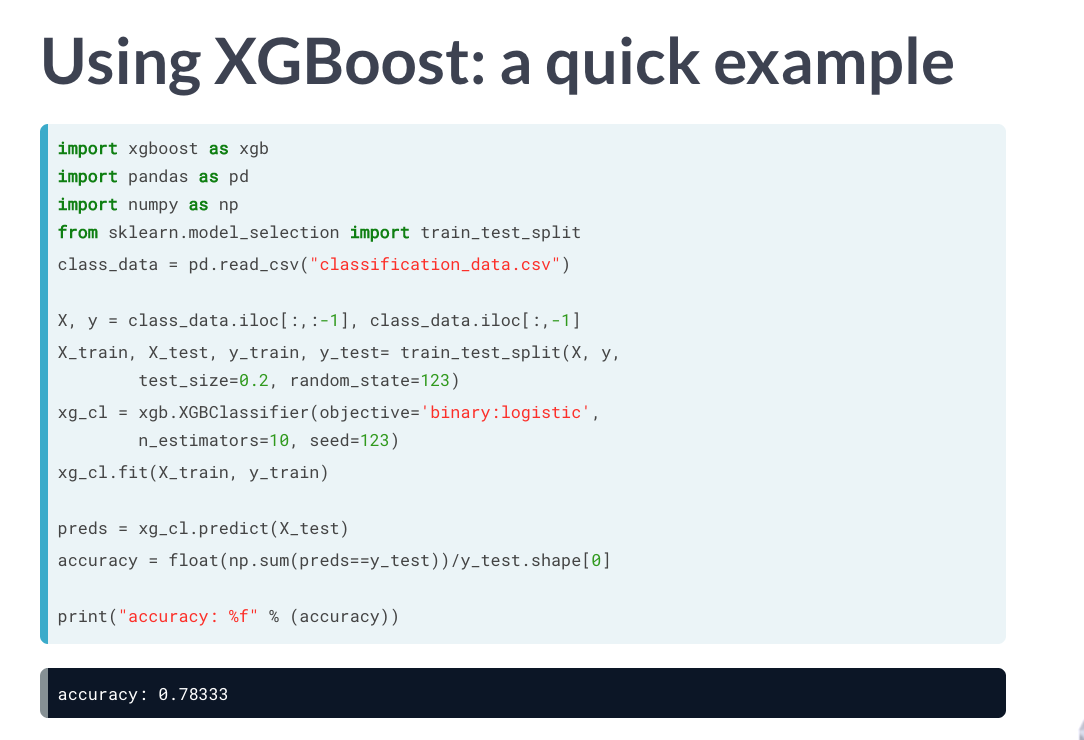 Using XGBoost: a quick example
import xgboost as xgb
import pandas as pd
import numpy as np
from sklearn.model_selection import train_test_split
class_data = pd.read_csv("classification_data.csv")
X, y = class_data.iloc[:,:-1], class_data.iloc[:,-1]
X_train, X_test, y_train, y_test= train_test_split(X, y,
        test_size=0.2, random_state=123)
xg_cl = xgb.XGBClassifier(objective='binary:logistic',
        n_estimators=10, seed=123)
xg_cl.fit(X_train, y_train)
preds = xg_cl.predict(X_test)
accuracy = float(np.sum(preds==y_test))/y_test.shape[0]
print("accuracy: %f" % (accuracy))
accuracy: 0.78333